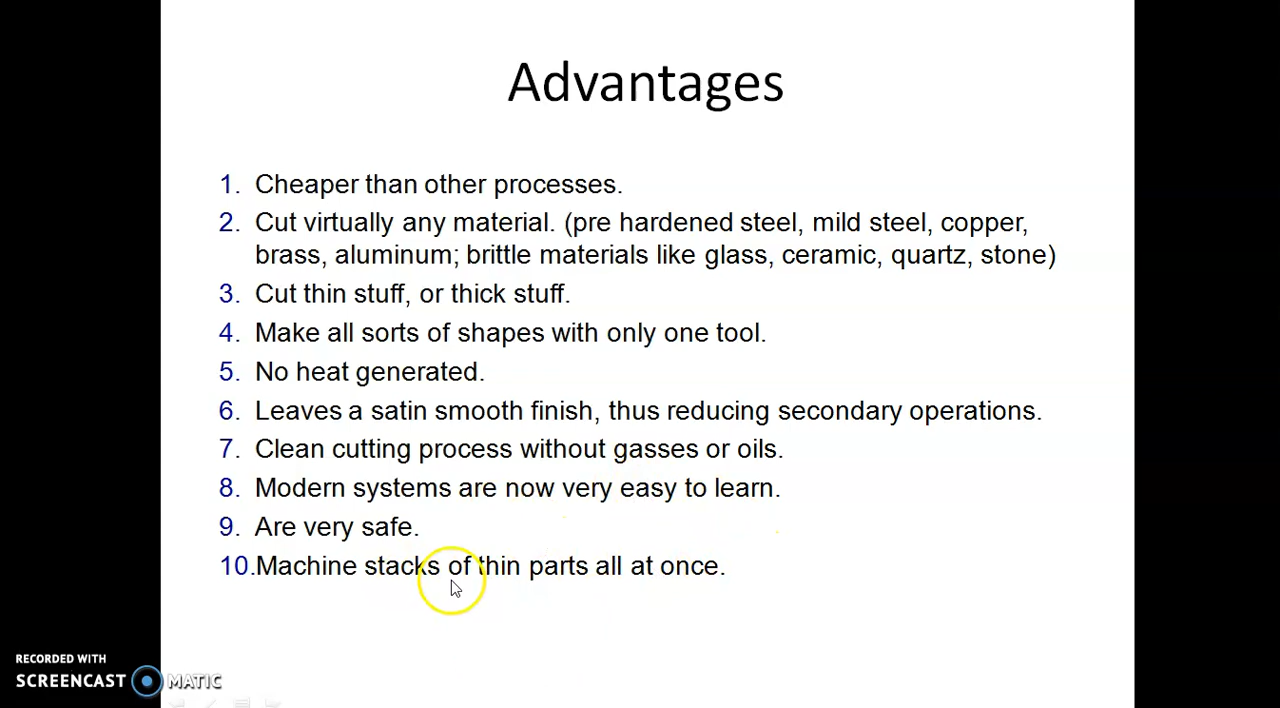 Advantages
1. Cheaper than other processes.
2. Cut virtually any material. (pre hardened steel, mild steel, copper,
brass, aluminum; brittle materials like glass, ceramic, quartz, stone)
3. Cut thin stuff, or thick stuff.
4. Make all sorts of shapes with only one tool.
5. No heat generated.
6. Leaves a satin smooth finish, thus reducing secondary operations.
7. Clean cutting process without gasses or oils.
8. Modern systems are now very easy to learn.
9. Are very safe.
10.Machine stacks of thin parts all at once.
RECORDED WITH
SCREENCAST MATIC